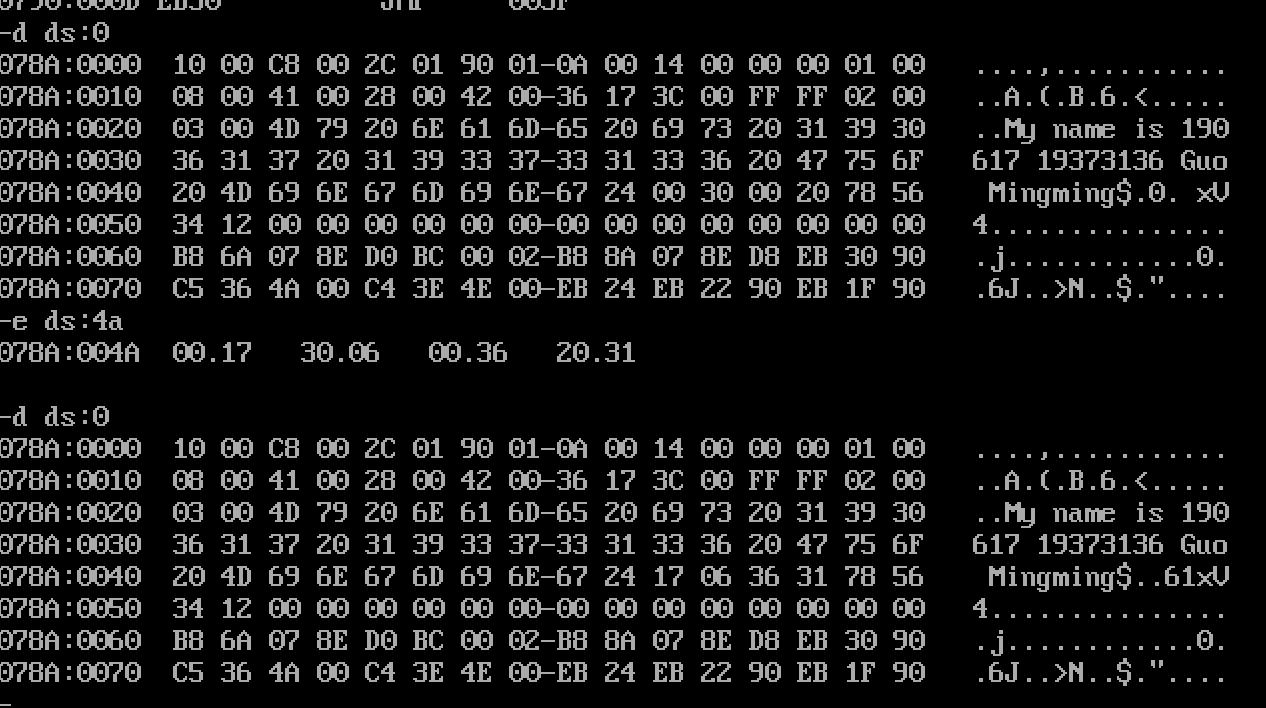 0790:000D EB50          JMP     005F
-d ds:0
078A:0000  10 00 C8 00 2C 01 90 01-0A 00 14 00 00 00 01 00   ....,...........
078A:0010  08 00 41 00 28 00 42 00-36 17 3C 00 FF FF 02 00   ..A.(.B.6.<.....
078A:0020  03 00 4D 79 20 6E 61 6D-65 20 69 73 20 31 39 30   ..My name is 190
078A:0030  36 31 37 20 31 39 33 37-33 31 33 36 20 47 75 6F   617 19373136 Guo
078A:0040  20 4D 69 6E 67 6D 69 6E-67 24 00 30 00 20 78 56    Mingming$.0. xV
078A:0050  34 12 00 00 00 00 00 00-00 00 00 00 00 00 00 00   4...............
078A:0060  B8 6A 07 8E D0 BC 00 02-B8 8A 07 8E D8 EB 30 90   .j............0.
078A:0070  C5 36 4A 00 C4 3E 4E 00-EB 24 EB 22 90 EB 1F 90   .6J..>N..$."....
-e ds:4a
078A:004A  00.17   30.06   00.36   20.31
-d ds:0
078A:0000  10 00 C8 00 2C 01 90 01-0A 00 14 00 00 00 01 00   ....,...........
078A:0010  08 00 41 00 28 00 42 00-36 17 3C 00 FF FF 02 00   ..A.(.B.6.<.....
078A:0020  03 00 4D 79 20 6E 61 6D-65 20 69 73 20 31 39 30   ..My name is 190
078A:0030  36 31 37 20 31 39 33 37-33 31 33 36 20 47 75 6F   617 19373136 Guo
078A:0040  20 4D 69 6E 67 6D 69 6E-67 24 17 06 36 31 78 56    Mingming$..61xV
078A:0050  34 12 00 00 00 00 00 00-00 00 00 00 00 00 00 00   4...............
078A:0060  B8 6A 07 8E D0 BC 00 02-B8 8A 07 8E D8 EB 30 90   .j............0.
078A:0070  C5 36 4A 00 C4 3E 4E 00-EB 24 EB 22 90 EB 1F 90   .6J..>N..$."....